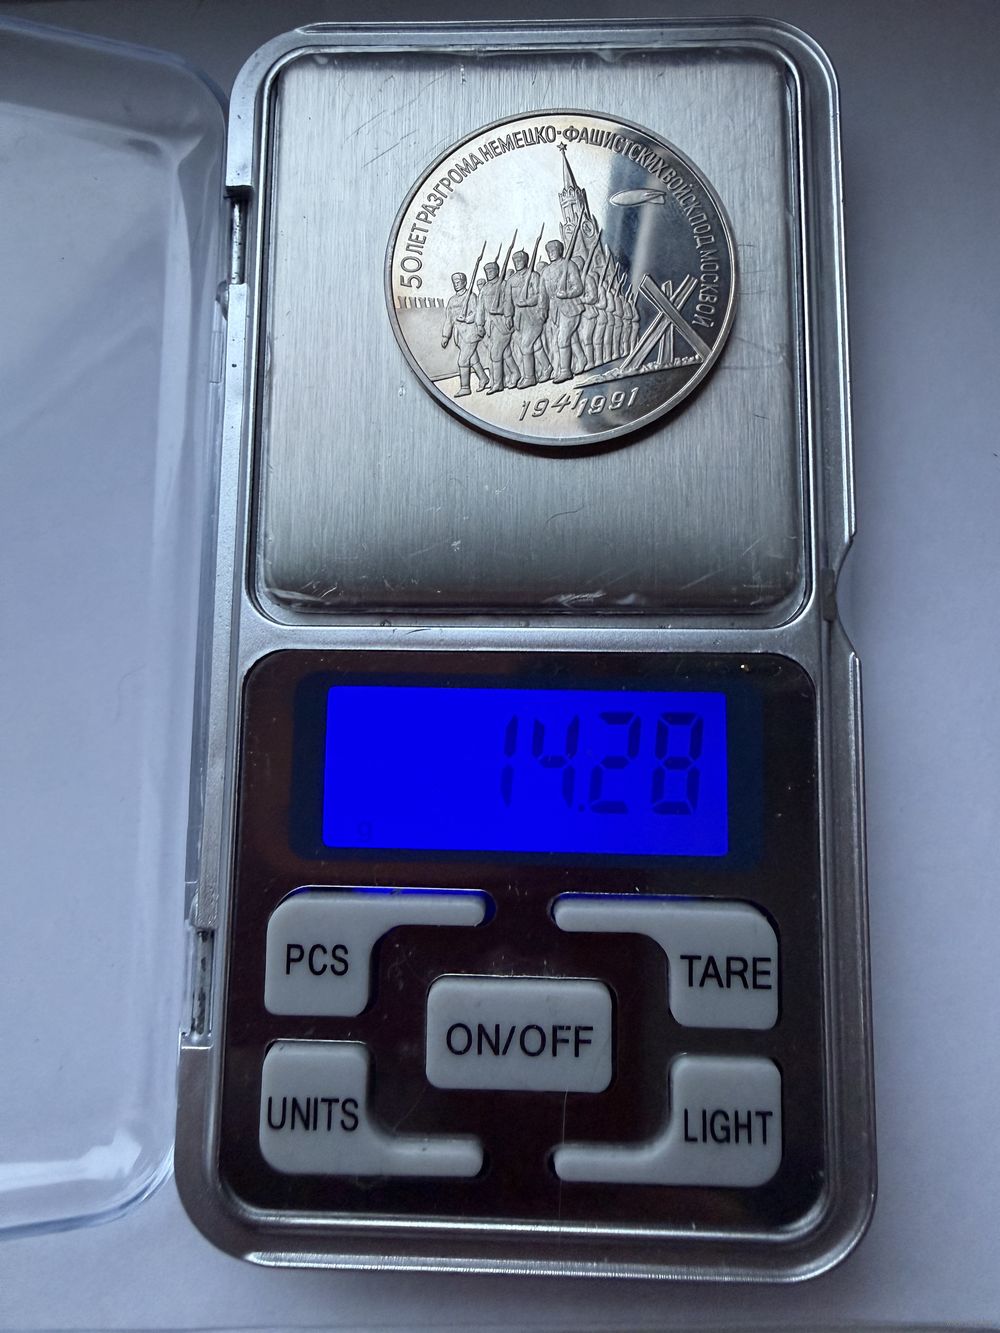 50 ЛЕТ РАЗГРОМА НЕМЕЦКО-ФАШИСТСКИХ ВОЙСК ПОД МОСКВОЙ
1941 1991
14.28
g
PCS
TARE
ON/OFF
UNITS
LIGHT